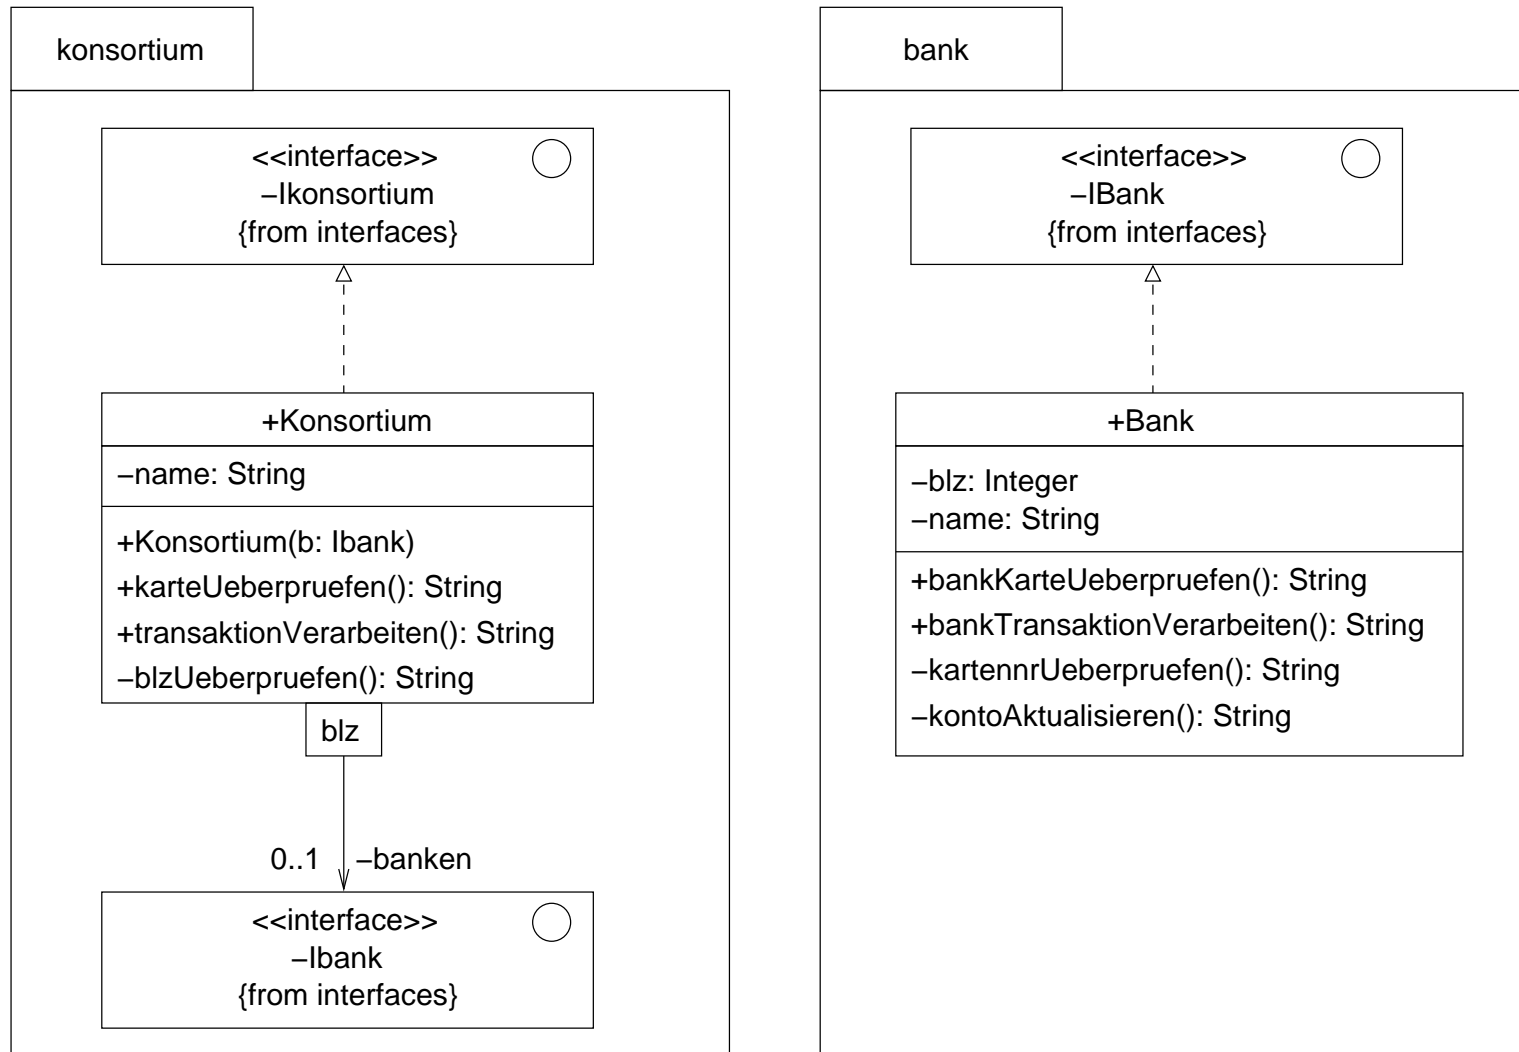 konsortium
<<interface>>
–Ikonsortium
{from interfaces}
+Konsortium
–name: String
+Konsortium(b: Ibank)
+karteUeberpruefen(): String
+transaktionVerarbeiten(): String
–blzUeberpruefen(): String
blz
0..1 –banken
<<interface>>
–Ibank
{from interfaces}
bank
<<interface>>
–IBank
{from interfaces}
+Bank
–blz: Integer
–name: String
+bankKarteUeberpruefen(): String
+bankTransaktionVerarbeiten(): String
–kartennrUeberpruefen(): String
–kontoAktualisieren(): String